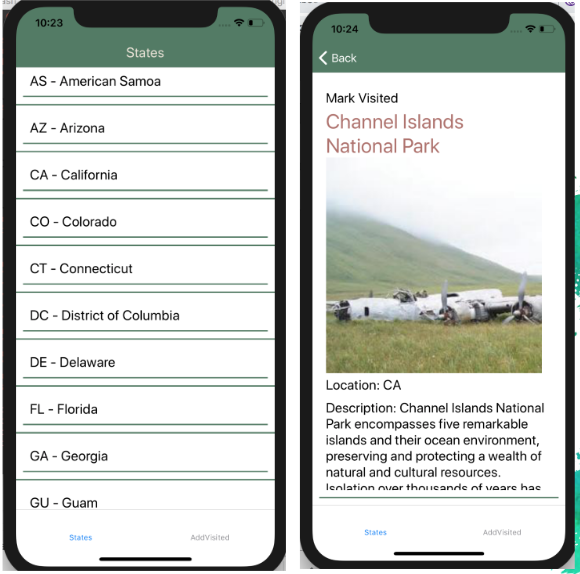 10:23
States
AS - American Samoa
AZ - Arizona
CA - California
CO - Colorado
CT - Connecticut
DC - District of Columbia
DE - Delaware
FL - Florida
GA - Georgia
GU - Guam
States
AddVisited
10:24
Back
Mark Visited
Channel Islands
National Park
Location: CA
Description: Channel Islands National
Park encompasses five remarkable
islands and their ocean environment,
preserving and protecting a wealth of
natural and cultural resources.
Isolation over thousands of years has
States
AddVisited